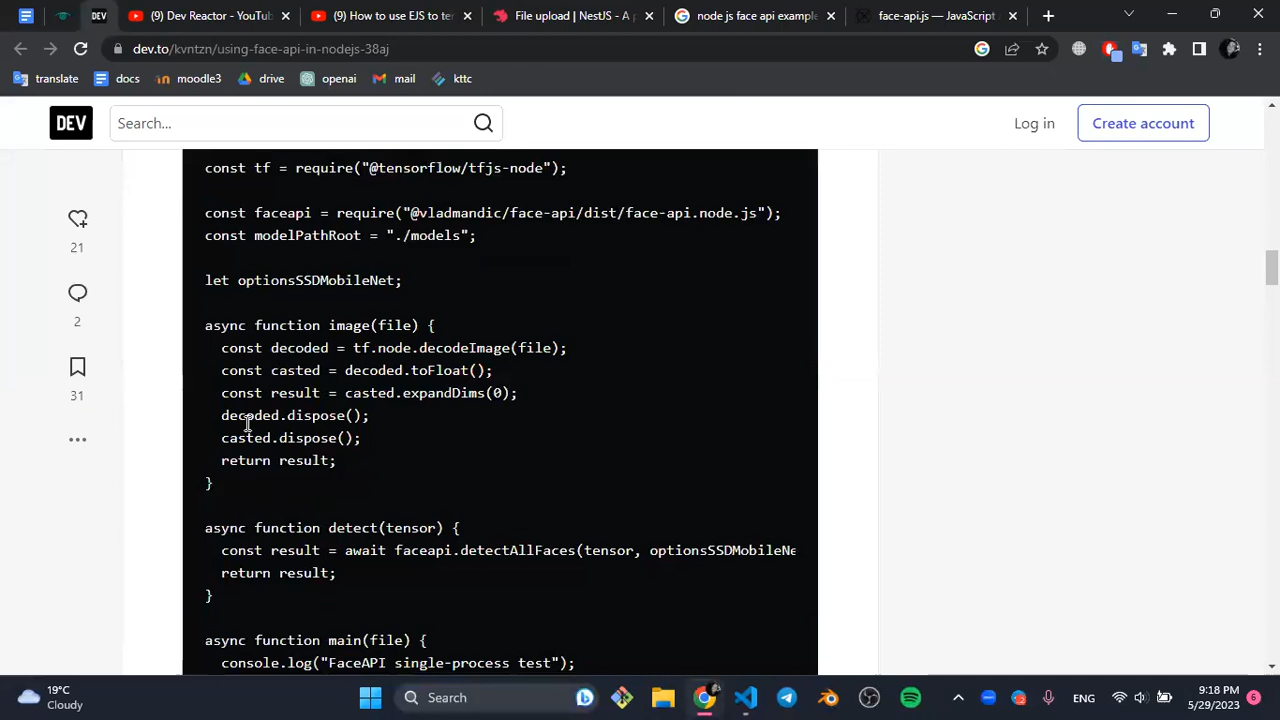 (9) Dev Reactor - YouTube
(9) How to use EJS to te
File upload | NestJS - A p
node js face api example
face-api.js — JavaScript
dev.to/kvntzn/using-face-api-in-nodejs-38aj
translate
docs
moodle3
drive
openai
mail
kttc
DEV
Search...
Log in
Create account
const tf = require("@tensorflow/tfjs-node");
const faceapi = require("@vladmandic/face-api/dist/face-api.node.js");
const modelPathRoot = "./models";
let optionsSSDMobileNet;
async function image(file) {
const decoded = tf.node.decodeImage(file);
const casted = decoded.toFloat();
const result = casted.expandDims(0);
decoded.dispose();
casted.dispose();
return result;
}
async function detect(tensor) {
const result = await faceapi.detectAllFaces(tensor, optionsSSDMobileNe
return result;
}
async function main(file) {
console.log("FaceAPI single-process test");
21
2
31
19°C
Cloudy
Search
ENG
9:18 PM
5/29/2023
6